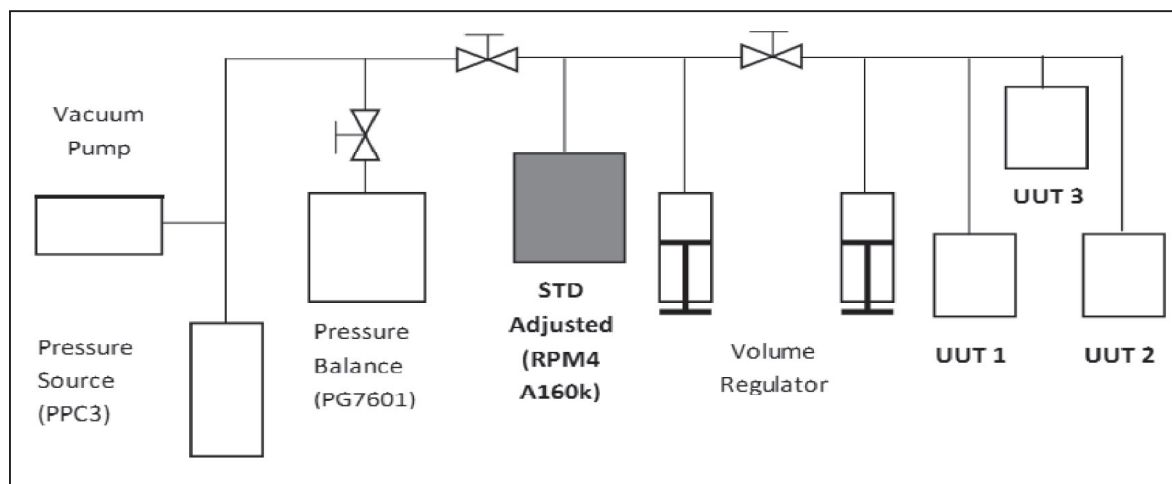 Vacuum
Pump
Pressure
Source
(PPC3)
Pressure
Balance
(PG7601)
STD
Adjusted
(RPM4
A160k)
Volume
Regulator
UUT 3
UUT 1
UUT 2